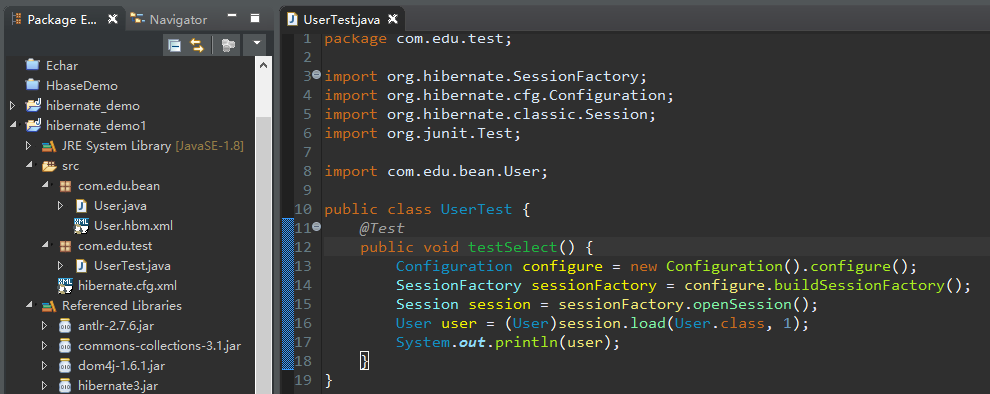 Package E...
Navigator
Echar
HbaseDemo
hibernate_demo
hibernate_demo1
JRE System Library [JavaSE-1.8]
src
com.edu.bean
User.java
User.hbm.xml
com.edu.test
UserTest.java
hibernate.cfg.xml
Referenced Libraries
antlr-2.7.6.jar
commons-collections-3.1.jar
dom4j-1.6.1.jar
hibernate3.jar
UserTest.java
1 package com.edu.test;
2
3 import org.hibernate.SessionFactory;
4 import org.hibernate.cfg.Configuration;
5 import org.hibernate.classic.Session;
6 import org.junit.Test;
7
8 import com.edu.bean.User;
9
10 public class UserTest {
11 @Test
12 public void testSelect() {
13 Configuration configure = new Configuration().configure();
14 SessionFactory sessionFactory = configure.buildSessionFactory();
15 Session session = sessionFactory.openSession();
16 User user = (User)session.load(User.class, 1);
17 System.out.println(user);
18 }
19 }